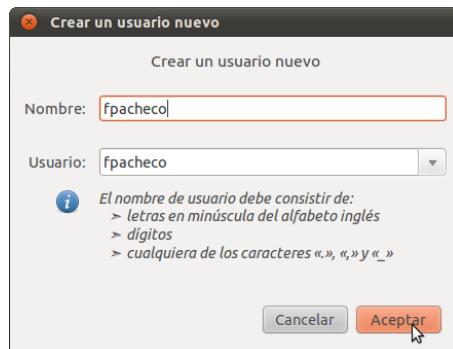 Crear un usuario nuevo
Crear un usuario nuevo
Nombre: fpacheco
Usuario: fpacheco
El nombre de usuario debe consistir de:
➣ letras en minúscula del alfabeto inglés
➣ dígitos
➣ cualquiera de los caracteres «.», «,» y «_»
Cancelar Aceptar